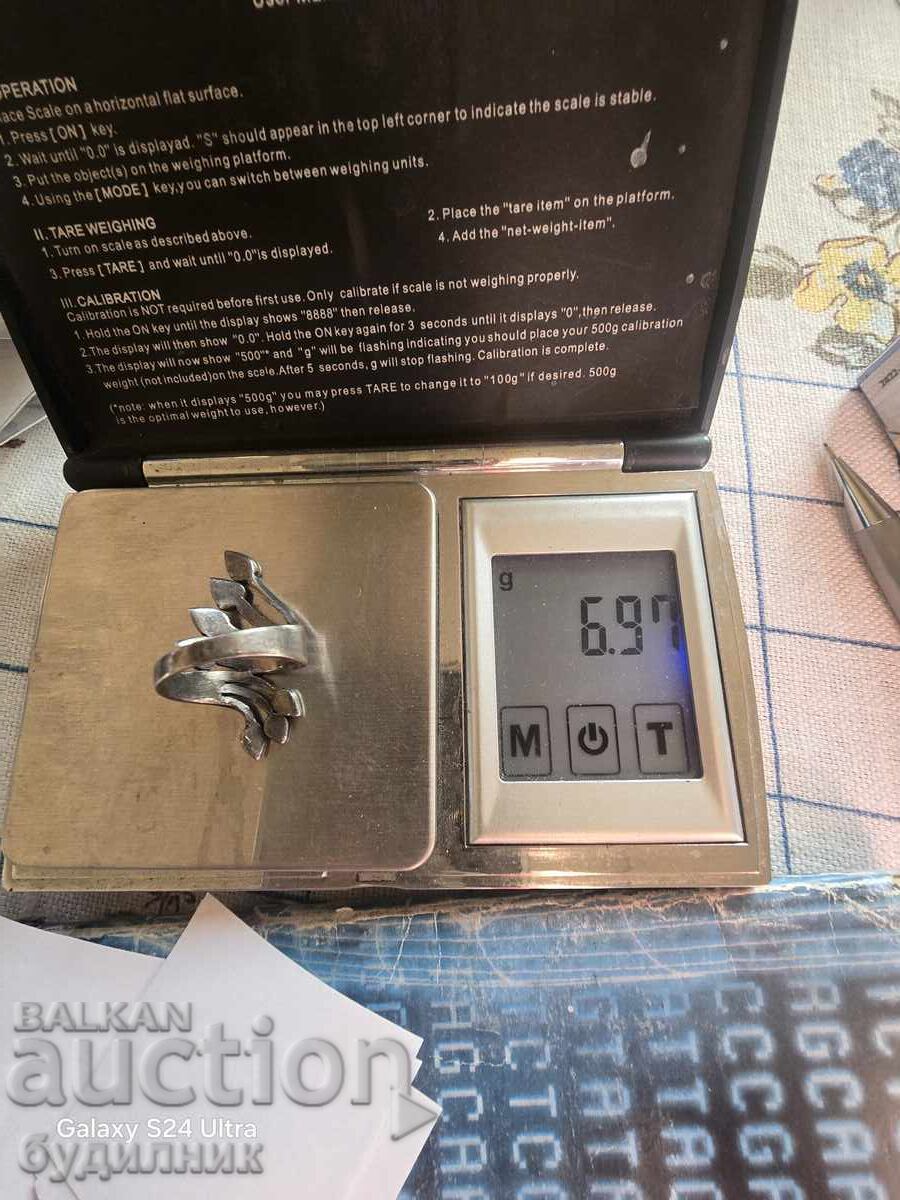 PERATION
ace Scale on a horizontal flat surface.
1. Press [ON] key.
2. Wait until "0.0" is displayad. "S" should appear in the top left corner to indicate the scale is stable.
3. Put the object(s) on the weighing platform.
4. Using the [MODE] key,you can switch between weighing units.
II. TARE WEIGHING
1. Turn on scale as described above.
2. Place the "tare item" on the platform.
3. Press [TARE] and wait until "0.0"is displayed.
4. Add the "net-weight-item".
III. CALIBRATION
Calibration is NOT required before first use. Only calibrate if scale is not weighing properly.
1. Hold the ON key until the display shows "8888" then release.
2.The display will then show "0.0". Hold the ON key again for 3 seconds until it displays "0",then release.
3.The display will now show "500"" and "g" will be flashing indicating you should place your 500g calibration
weight (not included)on the scale.After 5 seconds, g will stop flashing. Calibration is complete.
(*note: when it displays "500g" you may press TARE to change it to "100g" if desired. 500g
is the optimal weight to use, however.)
g
6.97
M T
BALKAN
auction
Galaxy S24 Ultra
будилник